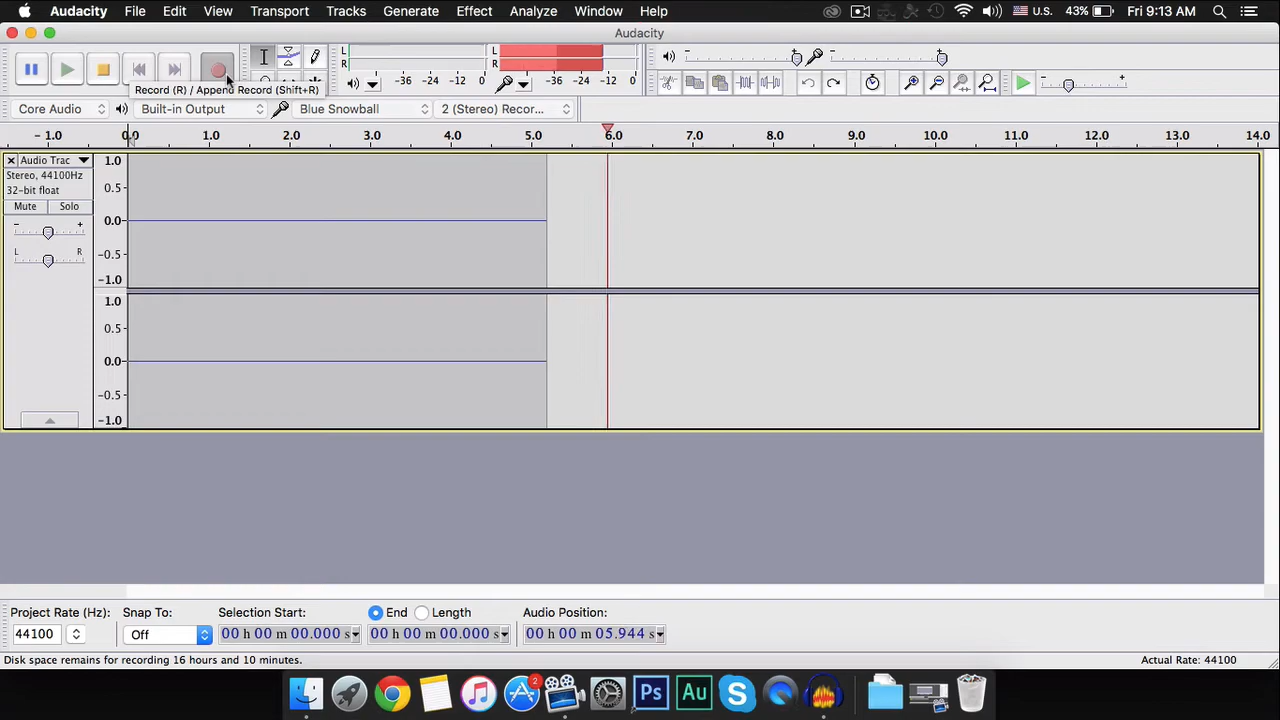 Audacity File Edit View Transport Tracks Generate Effect Analyze Window Help U.S. 43% Fri 9:13 AM
Audacity
L
R
-36 -24 -12 0
L
R
-36 -24 -12 0
Record (R) / Append Record (Shift+R)
Core Audio Built-in Output Blue Snowball 2 (Stereo) Recor...
- 1.0 0.0 1.0 2.0 3.0 4.0 5.0 6.0 7.0 8.0 9.0 10.0 11.0 12.0 13.0 14.0
Audio Trac
Stereo, 44100Hz
32-bit float
Mute Solo
- +
L R
1.0
0.5
0.0
-0.5
-1.0
1.0
0.5
0.0
-0.5
-1.0
Project Rate (Hz): Snap To: Selection Start: End Length Audio Position:
44100 Off 00 h 00 m 00.000 s 00 h 00 m 00.000 s 00 h 00 m 05.944 s
Disk space remains for recording 16 hours and 10 minutes. Actual Rate: 44100
2
Ps Au S